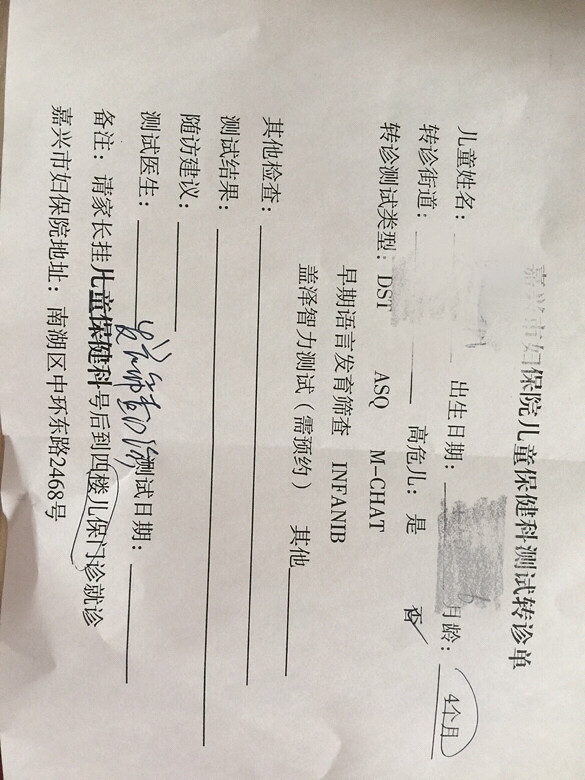 嘉兴市妇保院儿童保健科测试转诊单
儿童姓名： 出生日期： 月龄：4个月
转诊街道： 高危儿：是 否
转诊测试类型：DST ASQ M-CHAT
早期语言发育筛查 INFANIB
盖泽智力测试（需预约） 其他
其他检查：
测试结果：
随访建议：
测试医生： 测试日期：
备注：请家长挂儿童保健科号后到四楼儿保门诊就诊
嘉兴市妇保院地址：南湖区中环东路2468号